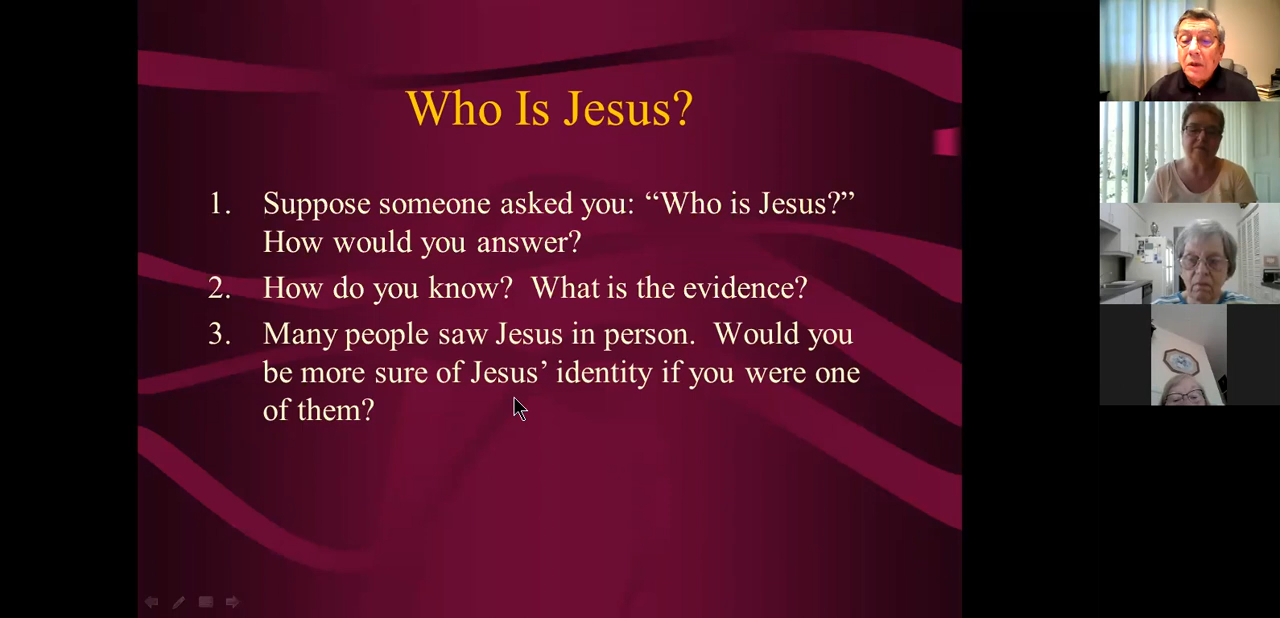 Who Is Jesus?
1. Suppose someone asked you: “Who is Jesus?”
How would you answer?
2. How do you know?  What is the evidence?
3. Many people saw Jesus in person.  Would you
be more sure of Jesus’ identity if you were one
of them?